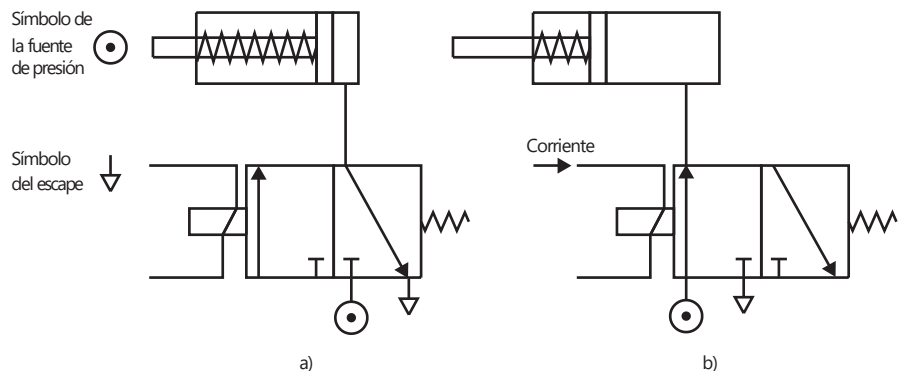 Símbolo de
la fuente
de presión
Símbolo
del escape
Corriente
a)
b)